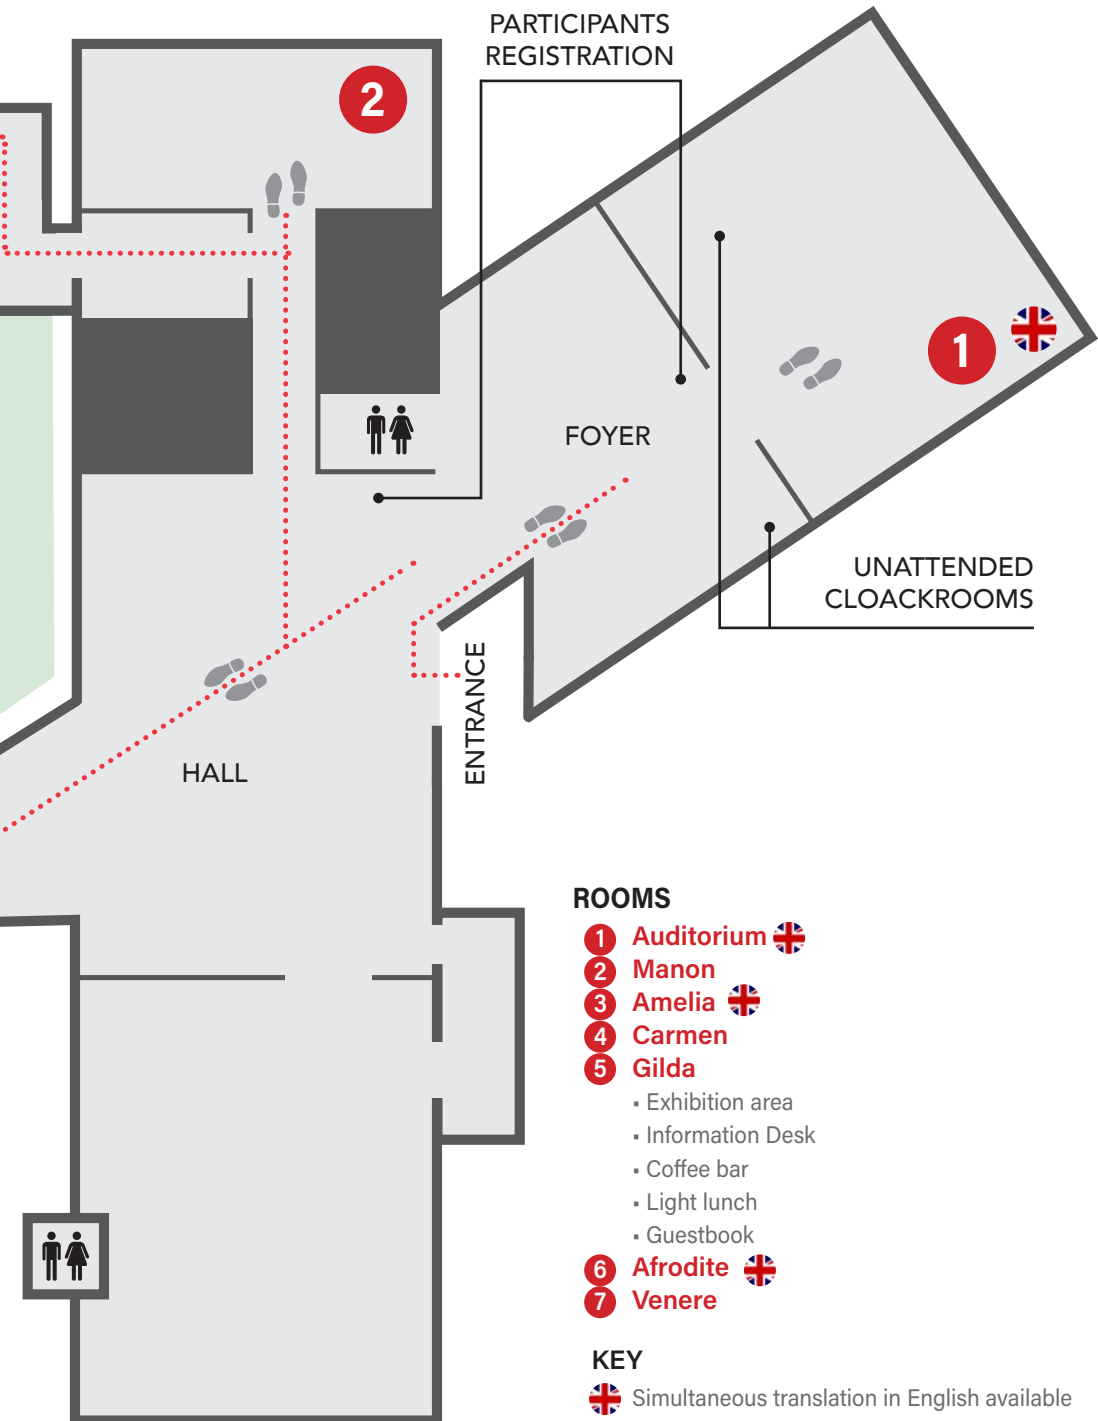 PARTICIPANTS
REGISTRATION
2
1
FOYER
UNATTENDED
CLOACKROOMS
ENTRANCE
HALL
ROOMS
1 Auditorium
2 Manon
3 Amelia
4 Carmen
5 Gilda
▪ Exhibition area
▪ Information Desk
▪ Coffee bar
▪ Light lunch
▪ Guestbook
6 Afrodite
7 Venere
KEY
Simultaneous translation in English available